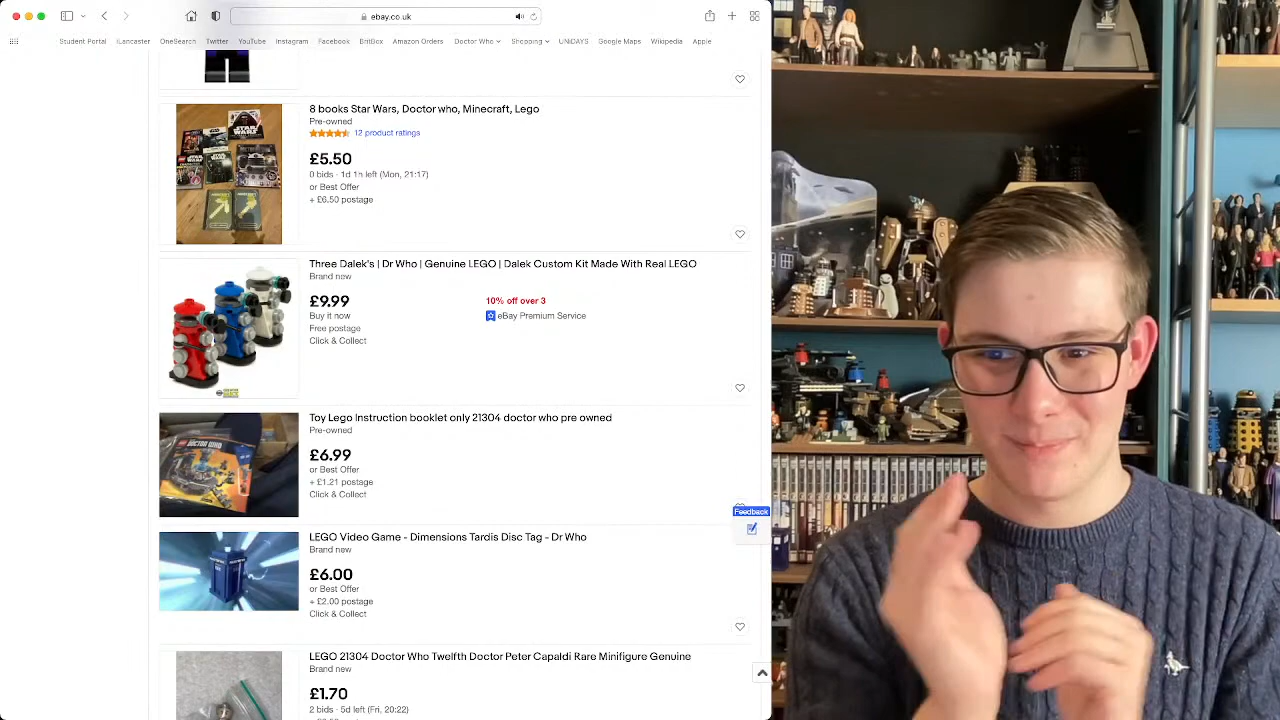 ebay.co.uk
Student Portal iLancaster OneSearch Twitter YouTube Instagram Facebook BritBox Amazon Orders Doctor Who Shopping UNiDAYS Google Maps Wikipedia Apple
8 books Star Wars, Doctor who, Minecraft, Lego
Pre-owned
12 product ratings
£5.50
0 bids · 1d 1h left (Mon, 21:17)
or Best Offer
+ £6.50 postage
STAR WARS
Three Dalek's | Dr Who | Genuine LEGO | Dalek Custom Kit Made With Real LEGO
Brand new
£9.99
10% off over 3
Buy it now
eBay Premium Service
Free postage
Click & Collect
Toy Lego Instruction booklet only 21304 doctor who pre owned
Pre-owned
£6.99
or Best Offer
+ £1.21 postage
Click & Collect
DOCTOR WHO
Feedback
LEGO Video Game - Dimensions Tardis Disc Tag - Dr Who
Brand new
£6.00
or Best Offer
+ £2.00 postage
Click & Collect
LEGO 21304 Doctor Who Twelfth Doctor Peter Capaldi Rare Minifigure Genuine
Brand new
£1.70
2 bids · 5d left (Fri, 20:22)